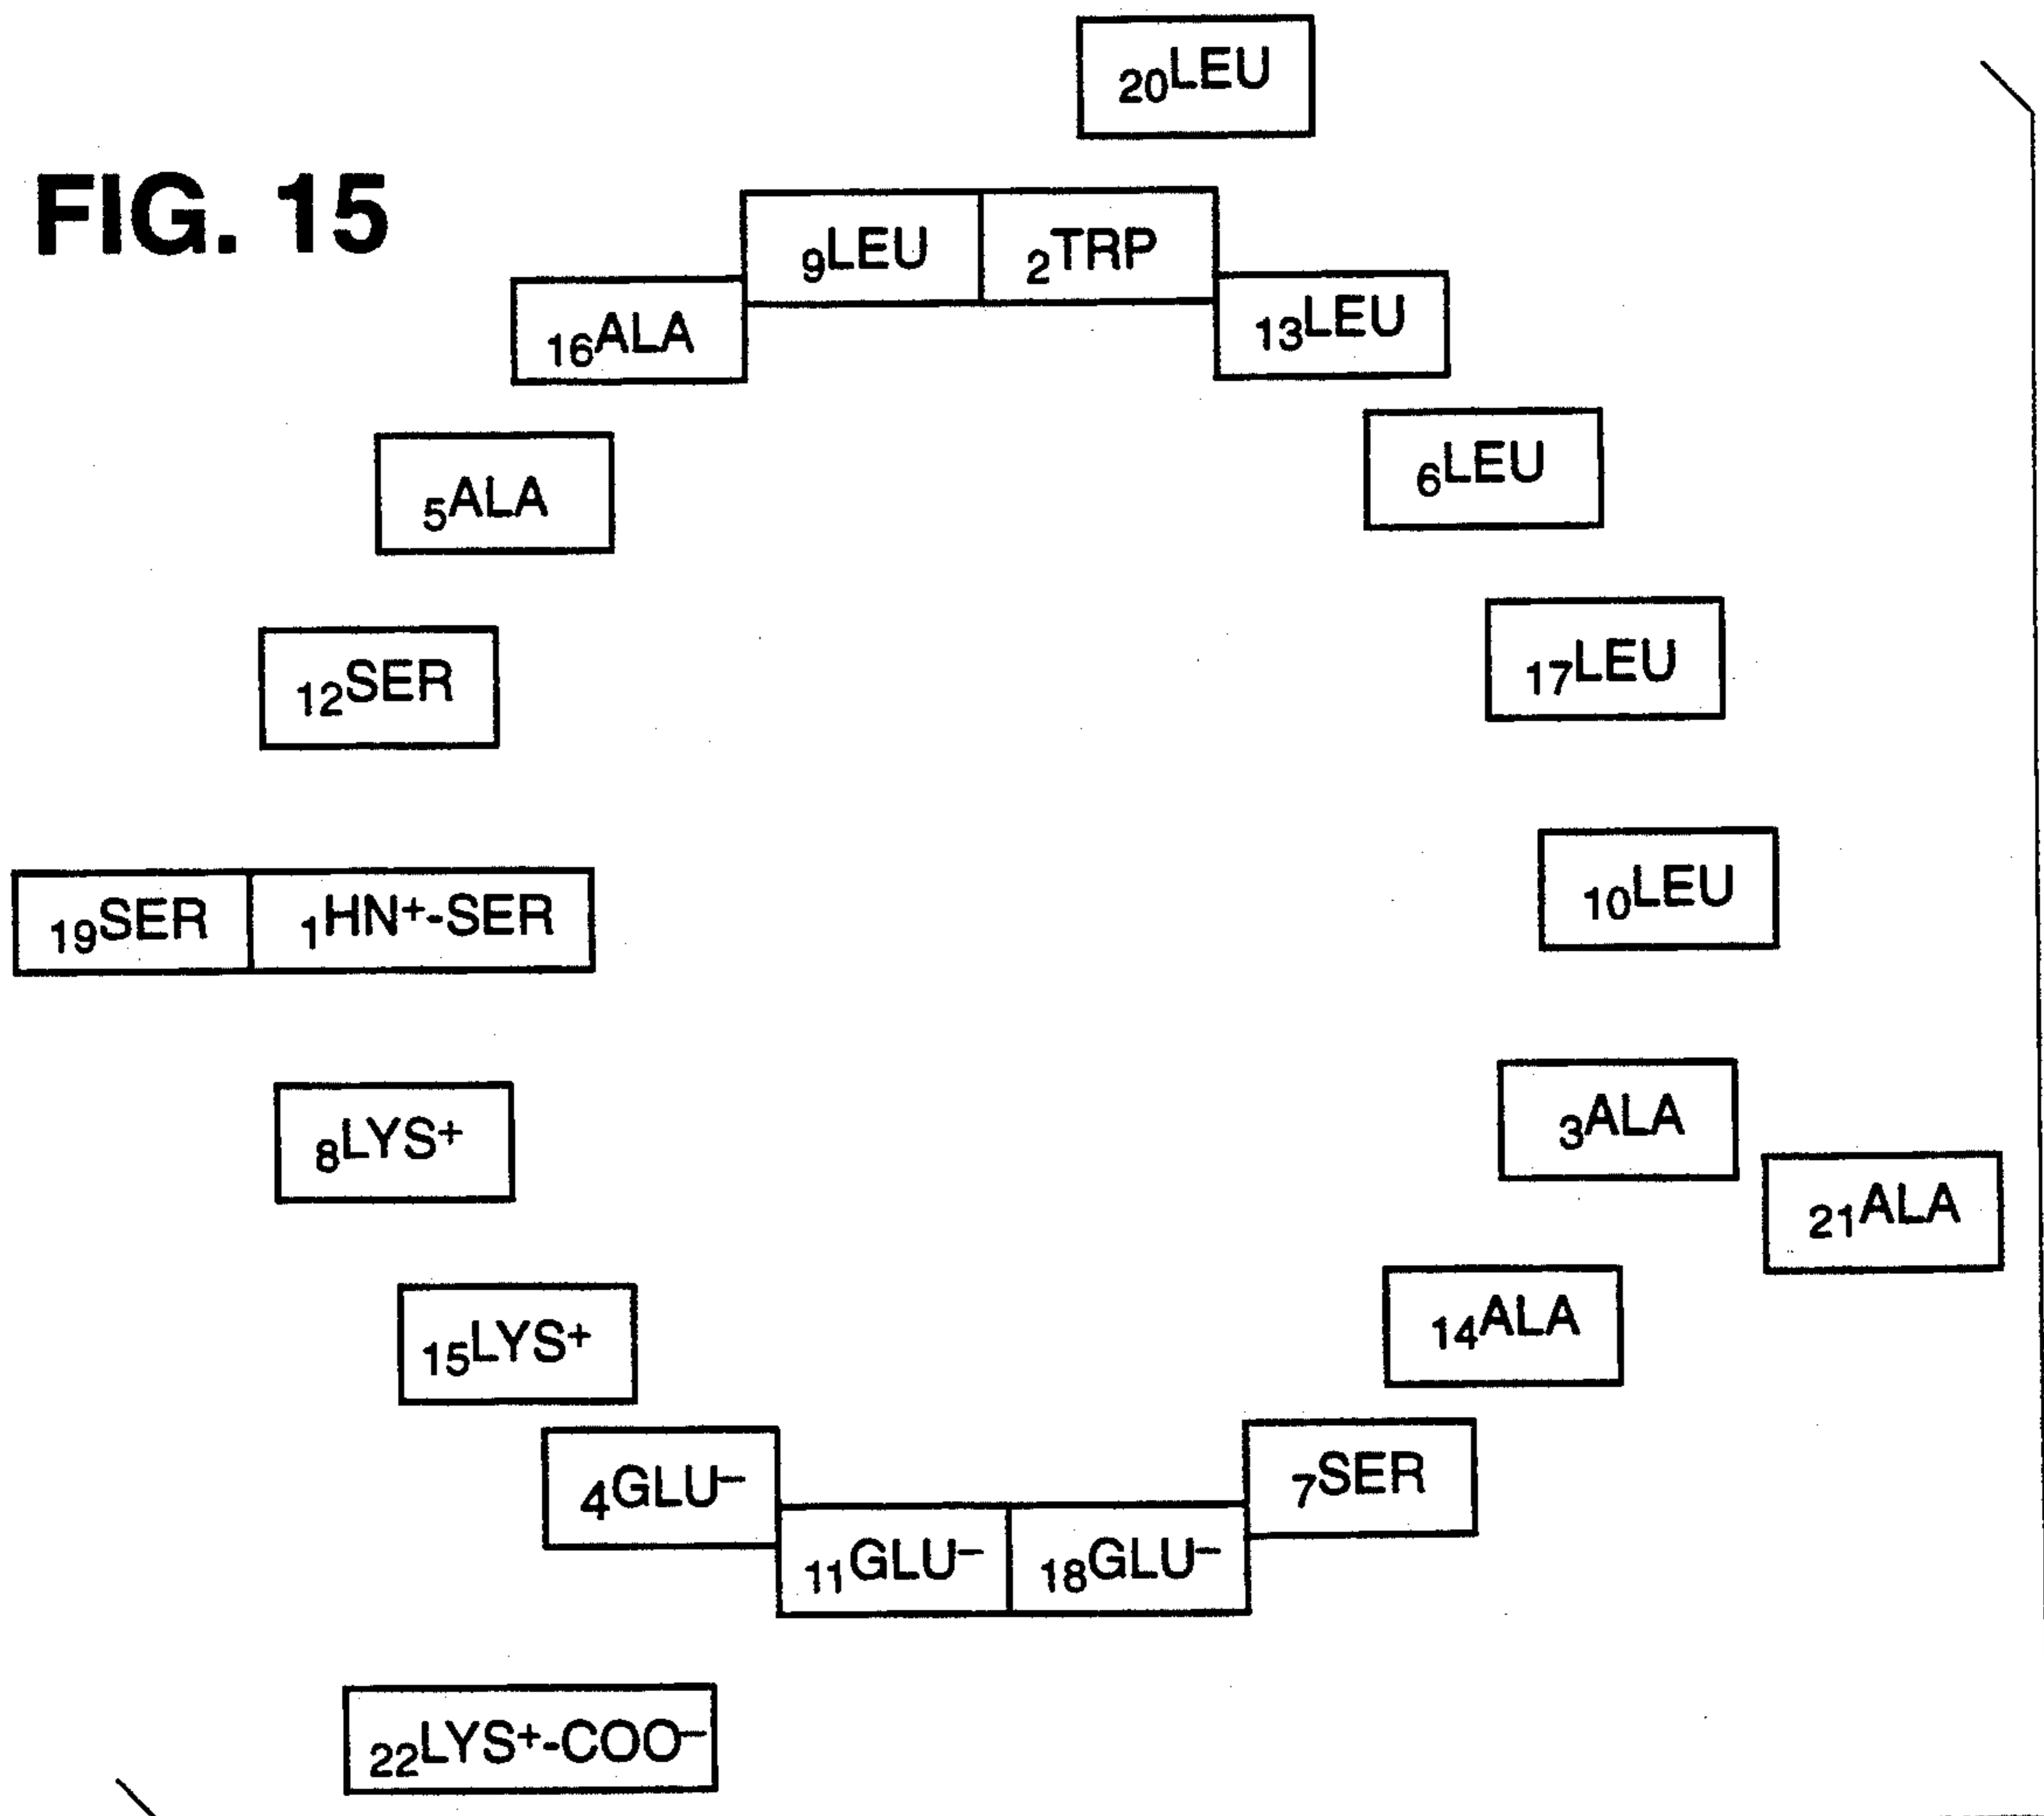 20LEU
FIG. 15
9LEU 2TRP
16ALA 13LEU
5ALA 6LEU
12SER 17LEU
19SER 1HN+-SER 10LEU
8LYS+ 3ALA
21ALA
15LYS+ 14ALA
4GLU− 7SER
11GLU− 18GLU−
22LYS+-COO−